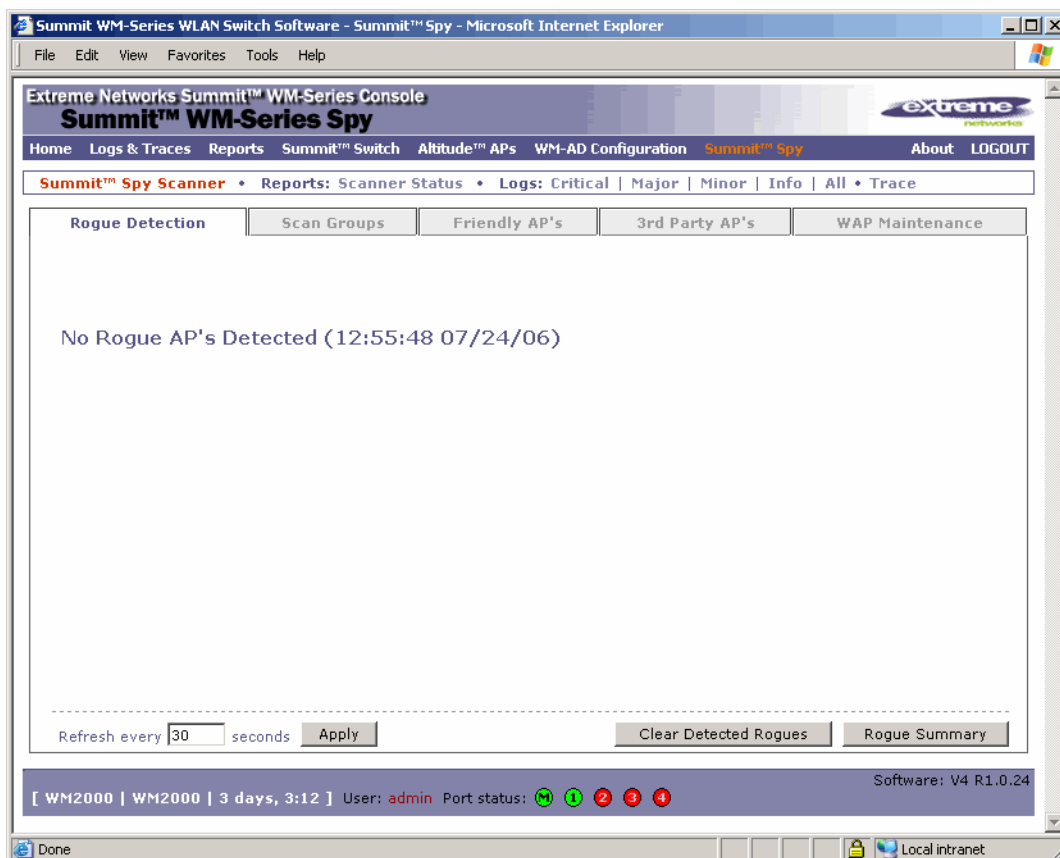 Summit WM-Series WLAN Switch Software - Summit™ Spy - Microsoft Internet Explorer
File Edit View Favorites Tools Help
Extreme Networks Summit™ WM-Series Console
Summit™ WM-Series Spy
extreme
networks
Home Logs & Traces Reports Summit™ Switch Altitude™ APs WM-AD Configuration Summit™ Spy About LOGOUT
Summit™ Spy Scanner • Reports: Scanner Status • Logs: Critical | Major | Minor | Info | All • Trace
Rogue Detection Scan Groups Friendly AP's 3rd Party AP's WAP Maintenance
No Rogue AP's Detected (12:55:48 07/24/06)
Refresh every 30 seconds Apply Clear Detected Rogues Rogue Summary
Software: V4 R1.0.24
[ WM2000 | WM2000 | 3 days, 3:12 ] User: admin Port status: M 1 2 3 4
Done Local intranet